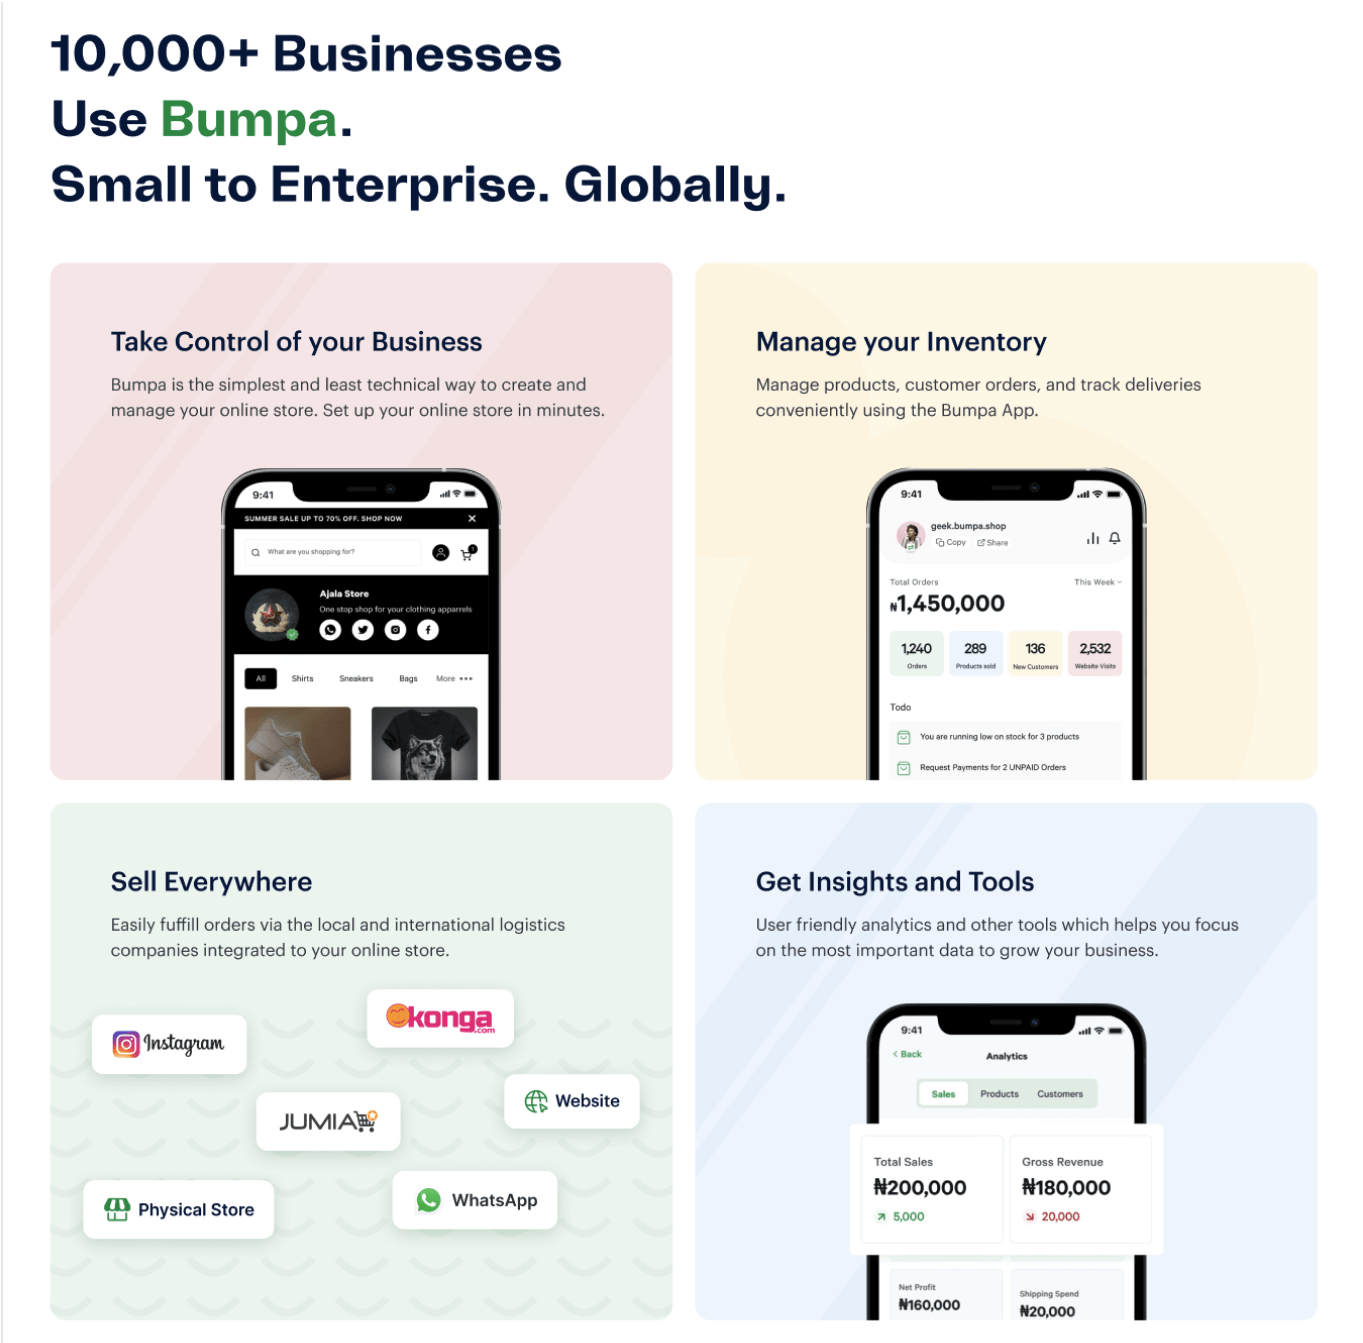 10,000+ Businesses
Use Bumpa.
Small to Enterprise. Globally.
Take Control of your Business
Bumpa is the simplest and least technical way to create and
manage your online store. Set up your online store in minutes.
9:41
SUMMER SALE UP TO 70% OFF. SHOP NOW
What are you shopping for?
Ajala Store
One stop shop for your clothing apparrels
All Shirts Sneakers Bags More
Manage your Inventory
Manage products, customer orders, and track deliveries
conveniently using the Bumpa App.
9:41
geek.bumpa.shop
Copy Share
Total Orders This Week
₦1,450,000
1,240 289 136 2,532
Orders Products sold New Customers Website Visits
Todo
You are running low on stock for 3 products
Request Payments for 2 UNPAID Orders
Sell Everywhere
Easily fuffill orders via the local and international logistics
companies integrated to your online store.
Instagram
konga
.com
JUMIA
Website
Physical Store
WhatsApp
Get Insights and Tools
User friendly analytics and other tools which helps you focus
on the most important data to grow your business.
9:41
Back Analytics
Sales Products Customers
Total Sales Gross Revenue
₦200,000 ₦180,000
5,000 20,000
Net Profit Shipping Spend
₦160,000 ₦20,000